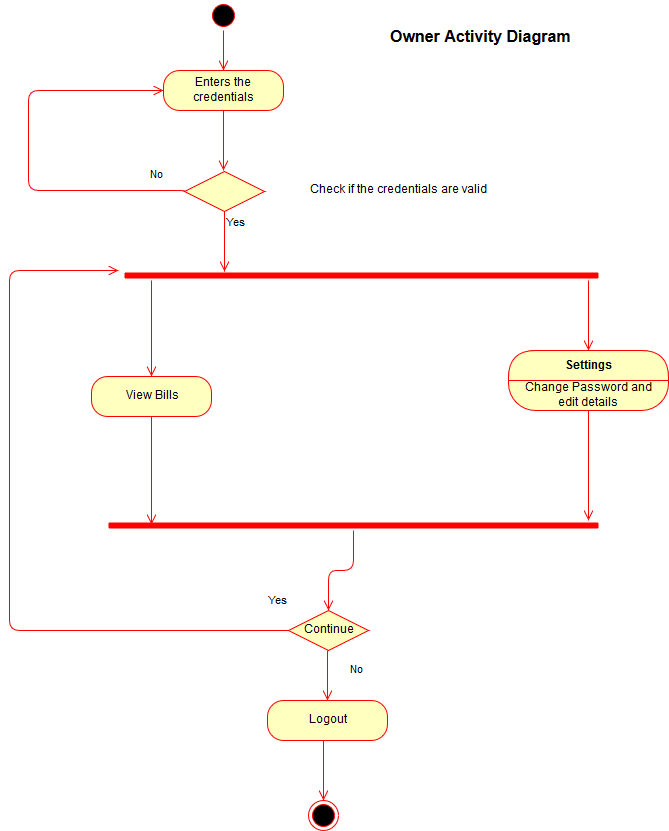 Owner Activity Diagram
Enters the
credentials
No
Check if the credentials are valid
Yes
Settings
Change Password and
edit details
View Bills
Yes
Continue
No
Logout